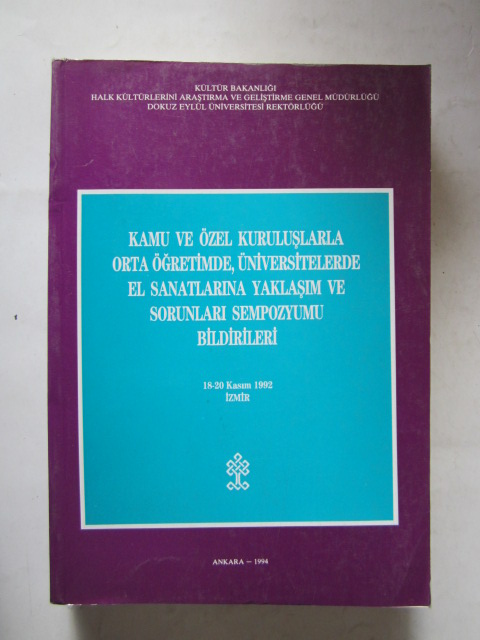 KÜLTÜR BAKANLIĞI
HALK KÜLTÜRLERİNİ ARAŞTIRMA VE GELİŞTİRME GENEL MÜDÜRLÜĞÜ
DOKUZ EYLÜL ÜNİVERSİTESİ REKTÖRLÜĞÜ
KAMU VE ÖZEL KURULUŞLARLA
ORTA ÖĞRETİMDE, ÜNİVERSİTELERDE
EL SANATLARINA YAKLAŞIM VE
SORUNLARI SEMPOZYUMU
BİLDİRİLERİ
18-20 Kasım 1992
İZMİR
ANKARA – 1994